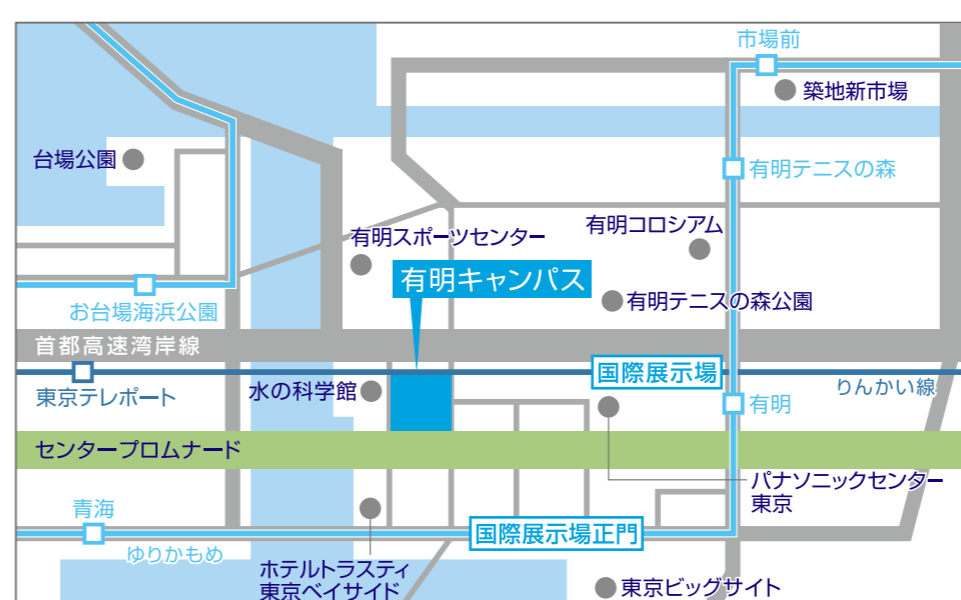 市場前
築地新市場
台場公園
有明テニスの森
有明スポーツセンター
有明コロシアム
有明キャンパス
有明テニスの森公園
お台場海浜公園
首都高速湾岸線
国際展示場
東京テレポート
水の科学館
りんかい線
有明
センタープロムナード
パナソニックセンター
東京
青海
国際展示場正門
ゆりかもめ
ホテルトラスティ
東京ベイサイド
東京ビッグサイト